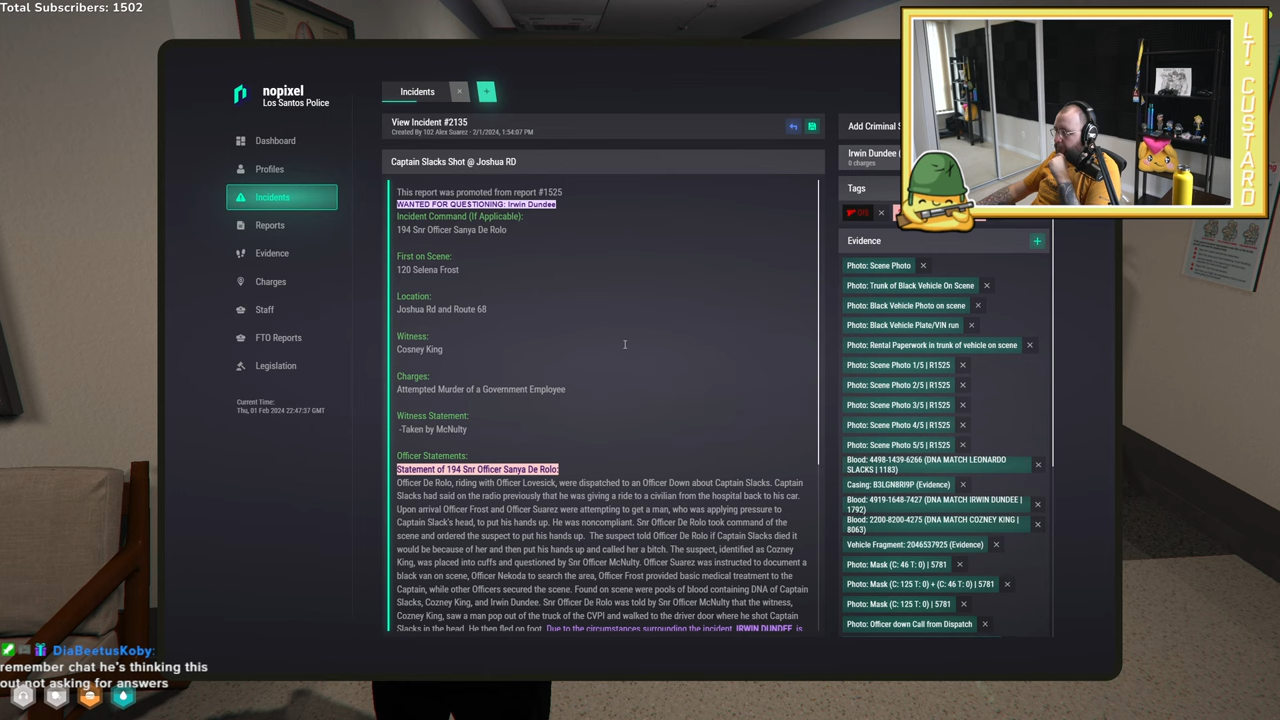 Total Subscribers: 1502
nopixel
Los Santos Police
Dashboard
Profiles
Incidents
Reports
Evidence
Charges
Staff
FTO Reports
Legislation
Current Time:
Thu, 01 Feb 2024 22:47:37 GMT
Incidents
View Incident #2135
Created By 102 Alex Suarez · 2/1/2024, 1:54:07 PM
Captain Slacks Shot @ Joshua RD
This report was promoted from report #1525
WANTED FOR QUESTIONING: Irwin Dundee
Incident Command (If Applicable):
194 Snr Officer Sanya De Rolo
First on Scene:
120 Selena Frost
Location:
Joshua Rd and Route 68
Witness:
Cosney King
Charges:
Attempted Murder of a Government Employee
Witness Statement:
-Taken by McNulty
Officer Statements:
Statement of 194 Snr Officer Sanya De Rolo:
Officer De Rolo, riding with Officer Lovesick, were dispatched to an Officer Down about Captain Slacks. Captain
Slacks had said on the radio previously that he was giving a ride to a civilian from the hospital back to his car.
Upon arrival Officer Frost and Officer Suarez were attempting to get a man, who was applying pressure to
Captain Slack's head, to put his hands up. He was noncompliant. Snr Officer De Rolo took command of the
scene and ordered the suspect to put his hands up. The suspect told Officer De Rolo if Captain Slacks died it
would be because of her and then put his hands up and called her a bitch. The suspect, identified as Cozney
King, was placed into cuffs and questioned by Snr Officer McNulty. Officer Suarez was instructed to document a
black van on scene, Officer Nekoda to search the area, Officer Frost provided basic medical treatment to the
Captain, while other Officers secured the scene. Found on scene were pools of blood containing DNA of Captain
Slacks, Cozney King, and Irwin Dundee. Snr Officer De Rolo was told by Snr Officer McNulty that the witness,
Cozney King, saw a man pop out of the truck of the CVPI and walked to the driver door where he shot Captain
Slacks in the head. He then fled on foot. Due to the circumstances surrounding the incident, IRWIN DUNDEE, is
Add Criminal S
Irwin Dundee (
0 charges
Tags
DIS
Evidence
Photo: Scene Photo
Photo: Trunk of Black Vehicle On Scene
Photo: Black Vehicle Photo on scene
Photo: Black Vehicle Plate/VIN run
Photo: Rental Paperwork in trunk of vehicle on scene
Photo: Scene Photo 1/5 | R1525
Photo: Scene Photo 2/5 | R1525
Photo: Scene Photo 3/5 | R1525
Photo: Scene Photo 4/5 | R1525
Photo: Scene Photo 5/5 | R1525
Blood: 4498-1439-6266 (DNA MATCH LEONARDO
SLACKS | 1183)
Casing: B3LGN8RI9P (Evidence)
Blood: 4919-1648-7427 (DNA MATCH IRWIN DUNDEE |
1792)
Blood: 2200-8200-4275 (DNA MATCH COZNEY KING |
8063)
Vehicle Fragment: 2046537925 (Evidence)
Photo: Mask (C: 46 T: 0) | 5781
Photo: Mask (C: 125 T: 0) + (C: 46 T: 0) | 5781
Photo: Mask (C: 125 T: 0) | 5781
Photo: Officer down Call from Dispatch
LT. CUSTARD
DiaBeetusKoby:
remember chat he's thinking this
out not asking for answers